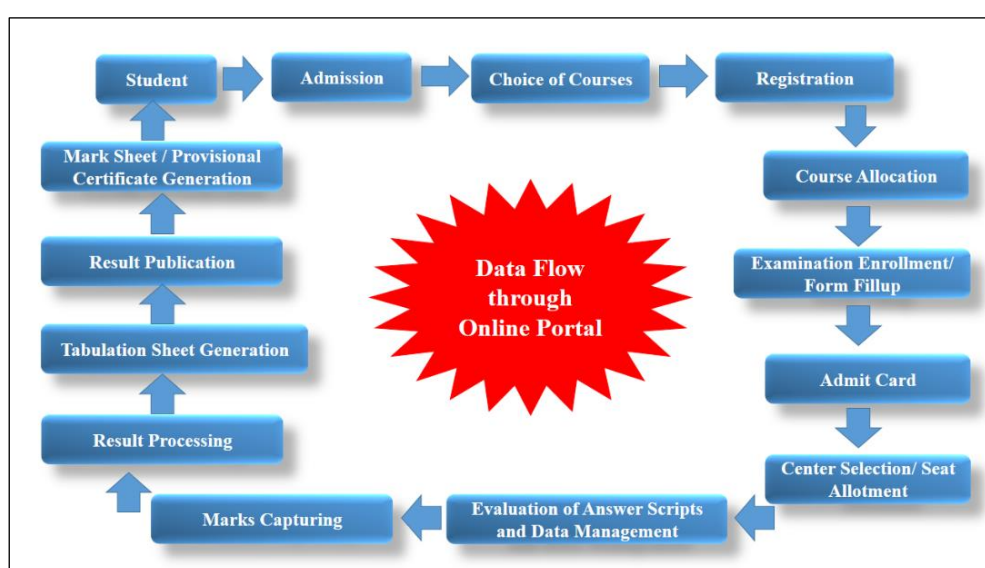 Student
Admission
Choice of Courses
Registration
Course Allocation
Examination Enrollment/
Form Fillup
Admit Card
Center Selection/ Seat
Allotment
Evaluation of Answer Scripts
and Data Management
Marks Capturing
Result Processing
Tabulation Sheet Generation
Result Publication
Mark Sheet / Provisional
Certificate Generation
Data Flow
through
Online Portal